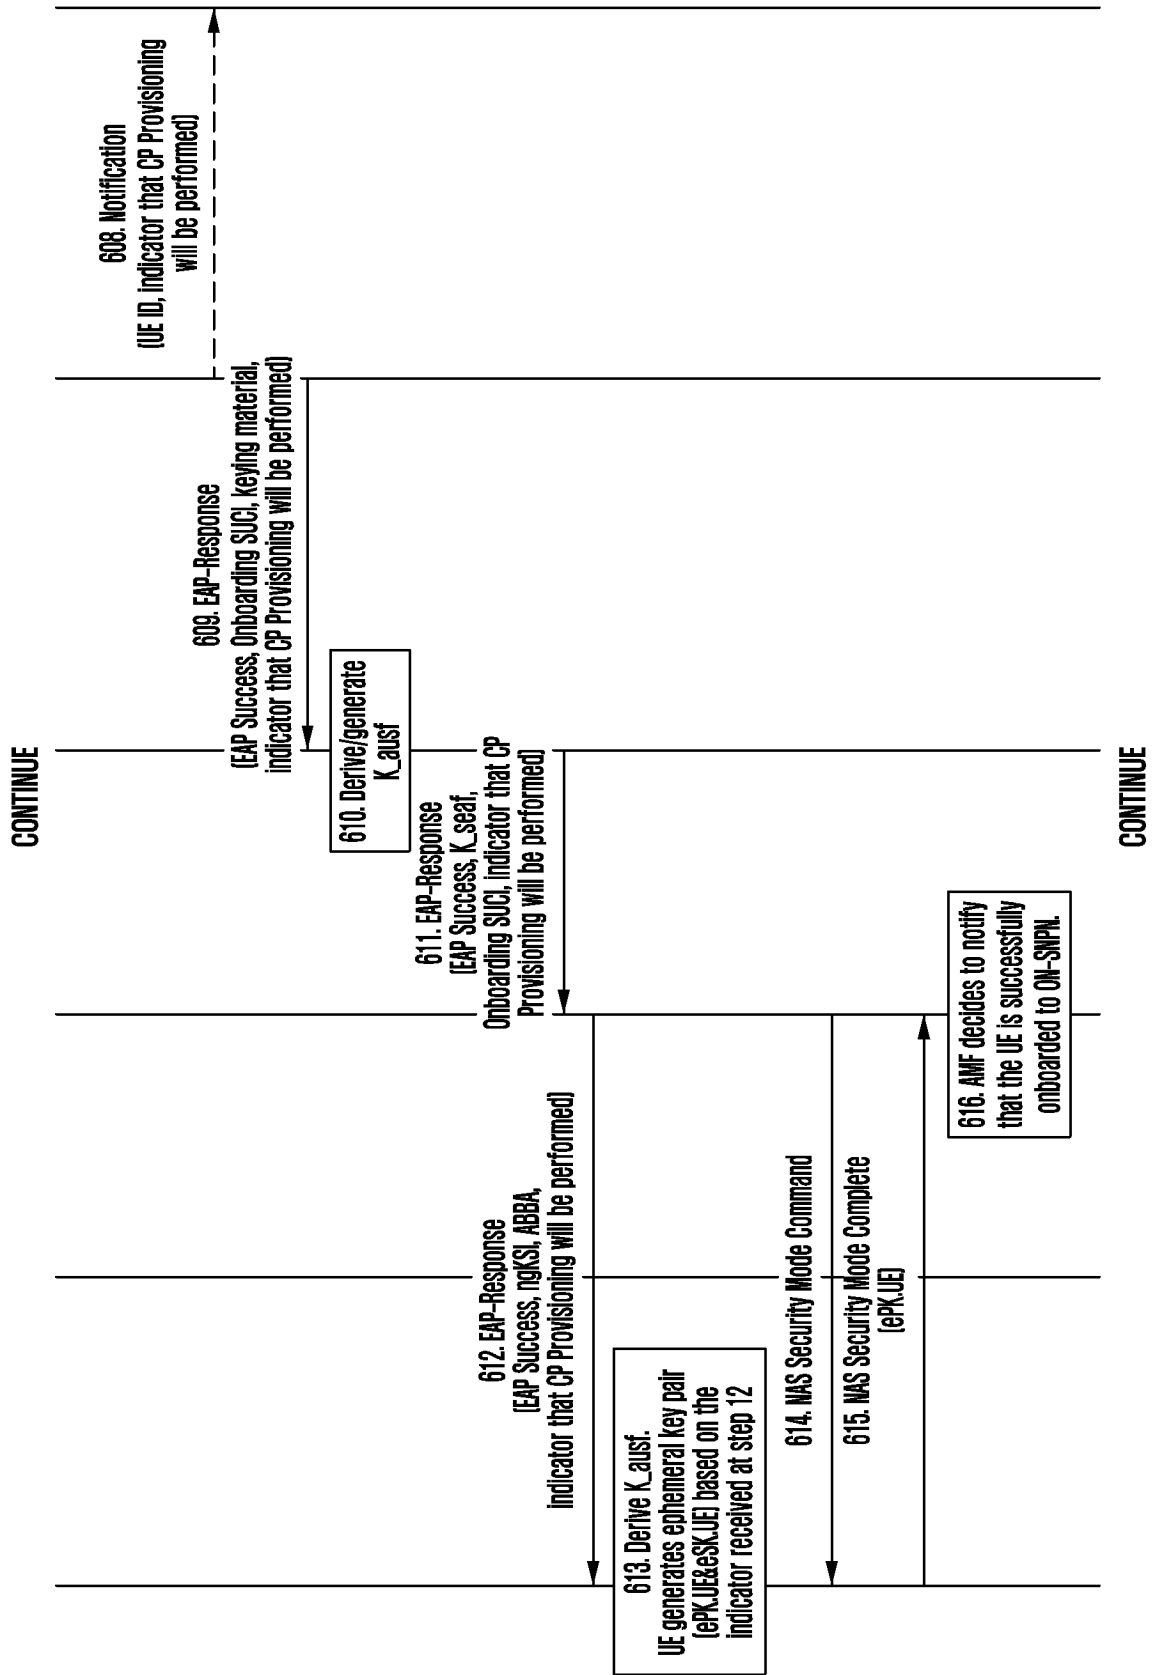 CONTINUE
608. Notification
(UE ID, indicator that CP Provisioning
will be performed)
609. EAP-Response
(EAP Success, Onboarding SUCI, keying material,
indicator that CP Provisioning will be performed)
610. Derive/generate
K_ausf
611. EAP-Response
(EAP Success, K_seaf,
Onboarding SUCI, indicator that CP
Provisioning will be performed)
612. EAP-Response
(EAP Success, ngKSI, ABBA,
indicator that CP Provisioning will be performed)
613. Derive K_ausf.
UE generates ephemeral key pair
(ePK.UE&eSK.UE) based on the
indicator received at step 12
614. NAS Security Mode Command
615. NAS Security Mode Complete
(ePK.UE)
616. AMF decides to notify
that the UE is successfully
onboarded to ON-SNPN.
CONTINUE